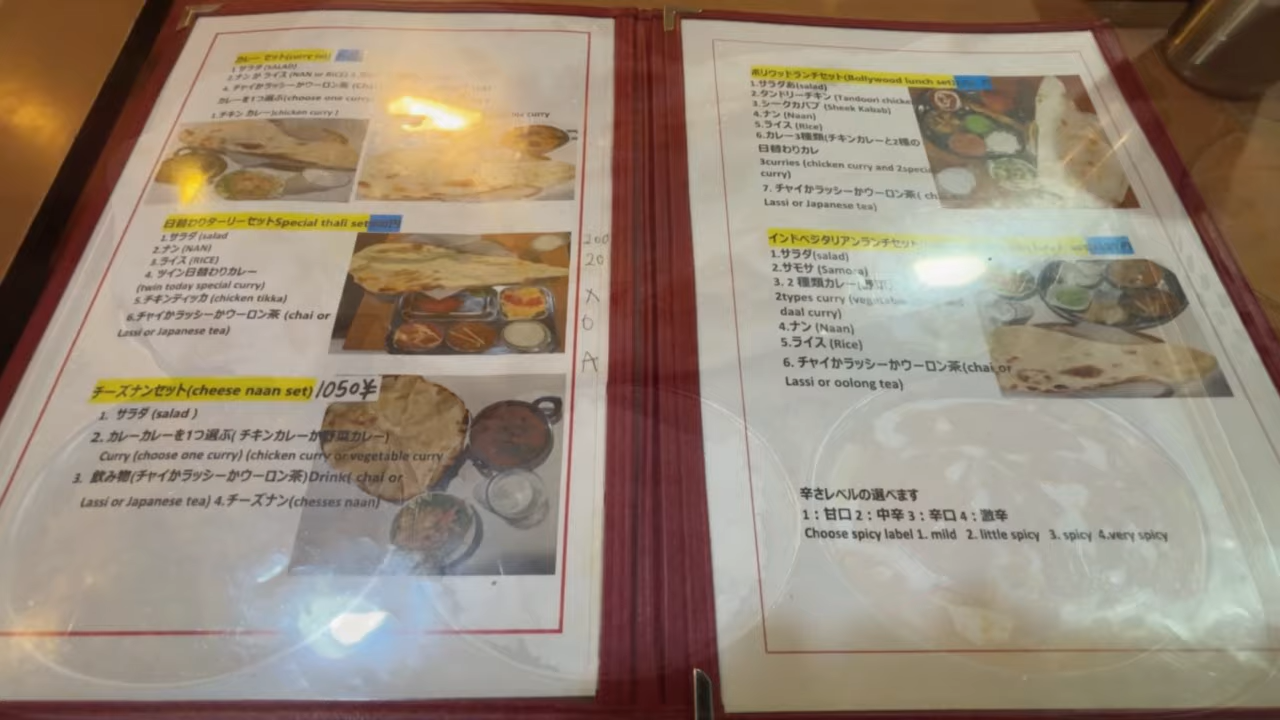 カレー セット(curry set)
1.サラダ (SALAD)
2.ナン か ライス (NAN or RICE)
4. チャイかラッシーかウーロン茶
カレーを1つ選ぶ(choose one curry
1.チキン カレー(chicken curry )
curry
日替わりターリーセットSpecial thali set
1.サラダ (salad
2.ナン (NAN)
3.ライス (RICE)
4. ツイン日替わりカレー
(twin today special curry)
5.チキンティッカ (chicken tikka)
6.チャイかラッシーかウーロン茶 (chai or
Lassi or Japanese tea)
チーズナンセット(cheese naan set) 1050¥
1. サラダ (salad )
2. カレーカレーを1つ選ぶ( チキンカレーか野菜カレー)
Curry (choose one curry) (chicken curry or vegetable curry
3. 飲み物(チャイかラッシーかウーロン茶)Drink( chai or
Lassi or Japanese tea) 4.チーズナン(chesses naan)
200
20
X
O
A
ボリウッドランチセット(Bollywood lunch set)
1.サラダお(salad)
2.タンドリーチキン (Tandoori chicke
3.シークカバブ (Sheek Kabab)
4.ナン (Naan)
5.ライス (Rice)
6.カレー3種類(チキンカレーと2種の
日替わりカレ
3curries (chicken curry and 2speci
curry)
7. チャイかラッシーかウーロン茶( cha
Lassi or Japanese tea)
インドベジタリアンランチセット
1.サラダ(salad)
2.サモサ (Samosa)
3. 2 種類カレー(
2types curry (vegetable
daal curry)
4.ナン (Naan)
5.ライス (Rice)
6. チャイかラッシーかウーロン茶(chai or
Lassi or oolong tea)
辛さレベルの選べます
1：甘口 2：中辛 3：辛口 4：激辛
Choose spicy label 1. mild 2. little spicy 3. spicy 4.very spicy